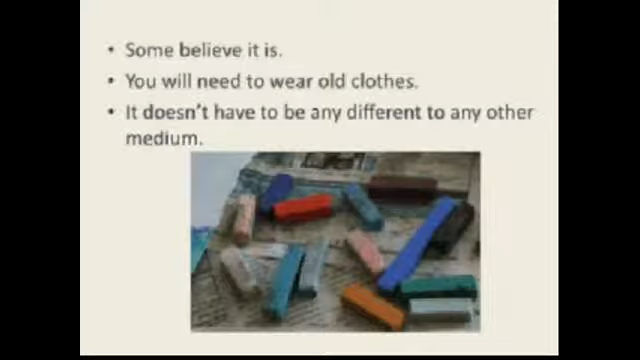 • Some believe it is.
• You will need to wear old clothes.
• It doesn't have to be any different to any other
medium.